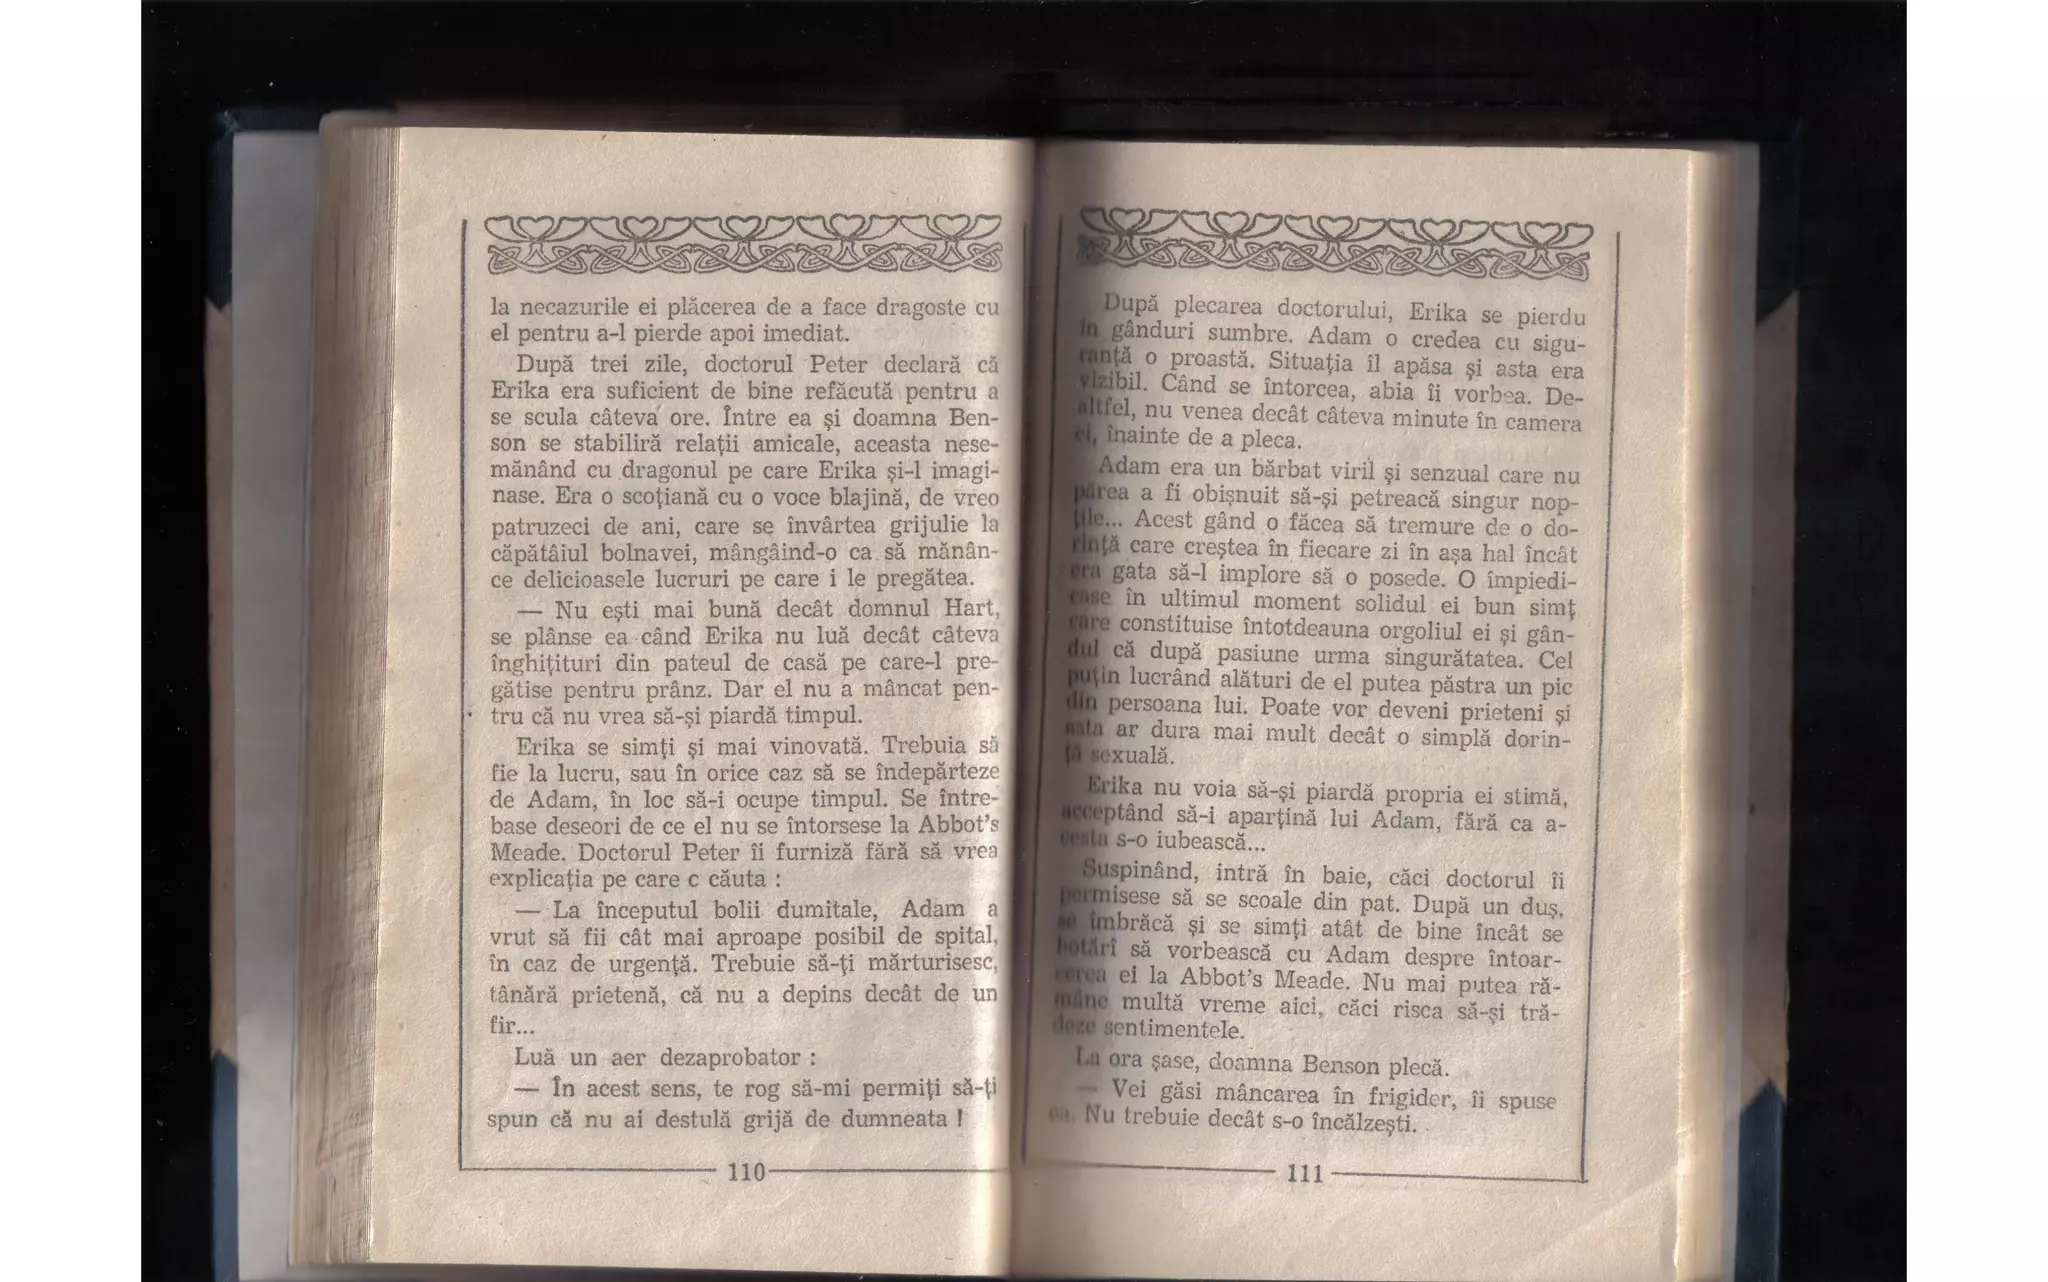 la necazurile ei plăcerea de a face dragoste cu
el pentru a-l pierde apoi imediat.
După trei zile, doctorul Peter declară că
Erika era suficient de bine refăcută pentru a
se scula câteva ore. Între ea și doamna Ben-
son se stabiliră relații amicale, aceasta nese-
mănând cu dragonul pe care Erika și-l imagi-
nase. Era o scoțiană cu o voce blajină, de vreo
patruzeci de ani, care se învârtea grijulie la
căpătâiul bolnavei, mângâind-o ca să mănân-
ce delicioasele lucruri pe care i le pregătea.
— Nu ești mai bună decât domnul Hart,
se plânse ea când Erika nu luă decât câteva
înghițituri din pateul de casă pe care-l pre-
gătise pentru prânz. Dar el nu a mâncat pen-
tru că nu vrea să-și piardă timpul.
Erika se simți și mai vinovată. Trebuia să
fie la lucru, sau în orice caz să se îndepărteze
de Adam, în loc să-i ocupe timpul. Se între-
base deseori de ce el nu se întorsese la Abbot's
Meade. Doctorul Peter îi furniză fără să vrea
explicația pe care c căuta :
— La începutul bolii dumitale, Adam a
vrut să fii cât mai aproape posibil de spital,
în caz de urgență. Trebuie să-ți mărturisesc,
tânără prietenă, că nu a depins decât de un
fir...
Luă un aer dezaprobator :
— În acest sens, te rog să-mi permiți să-ți
spun că nu ai destulă grijă de dumneata !
110
După plecarea doctorului, Erika se pierdu
în gânduri sumbre. Adam o credea cu sigu-
ranță o proastă. Situația îl apăsa și asta era
vizibil. Când se întorcea, abia îi vorbea. De-
altfel, nu venea decât câteva minute în camera
ei, înainte de a pleca.
Adam era un bărbat viril și senzual care nu
părea a fi obișnuit să-și petreacă singur nop-
țile... Acest gând o făcea să tremure de o do-
rință care creștea în fiecare zi în așa hal încât
era gata să-l implore să o posede. O împiedi-
case în ultimul moment solidul ei bun simț
care constituise întotdeauna orgoliul ei și gân-
dul că după pasiune urma singurătatea. Cel
puțin lucrând alături de el putea păstra un pic
din persoana lui. Poate vor deveni prieteni și
asta ar dura mai mult decât o simplă dorin-
ță sexuală.
Erika nu voia să-și piardă propria ei stimă,
acceptând să-i aparțină lui Adam, fără ca a-
cesta s-o iubească...
Suspinând, intră în baie, căci doctorul îi
permisese să se scoale din pat. După un duș,
se îmbrăcă și se simți atât de bine încât se
hotărî să vorbească cu Adam despre întoar-
cerea ei la Abbot's Meade. Nu mai putea ră-
mâne multă vreme aici, căci risca să-și tră-
deze sentimentele.
La ora șase, doamna Benson plecă.
— Vei găsi mâncarea în frigider, îi spuse
ea. Nu trebuie decât s-o încălzești.
111